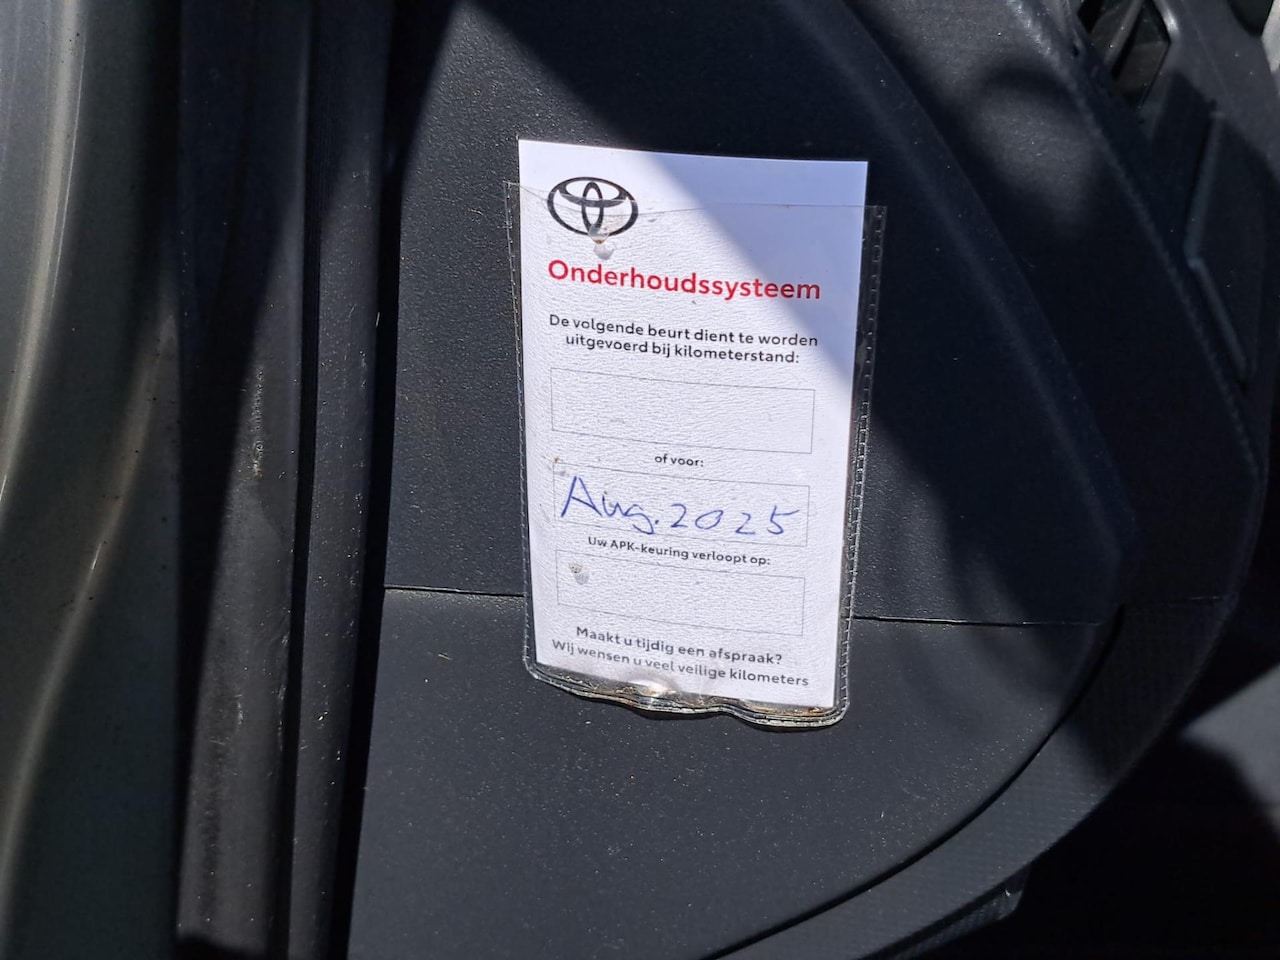 Onderhoudssysteem
De volgende beurt dient te worden
uitgevoerd bij kilometerstand:
of voor:
Aug. 2025
Uw APK-keuring verloopt op:
Maakt u tijdig een afspraak?
Wij wensen u veel veilige kilometers